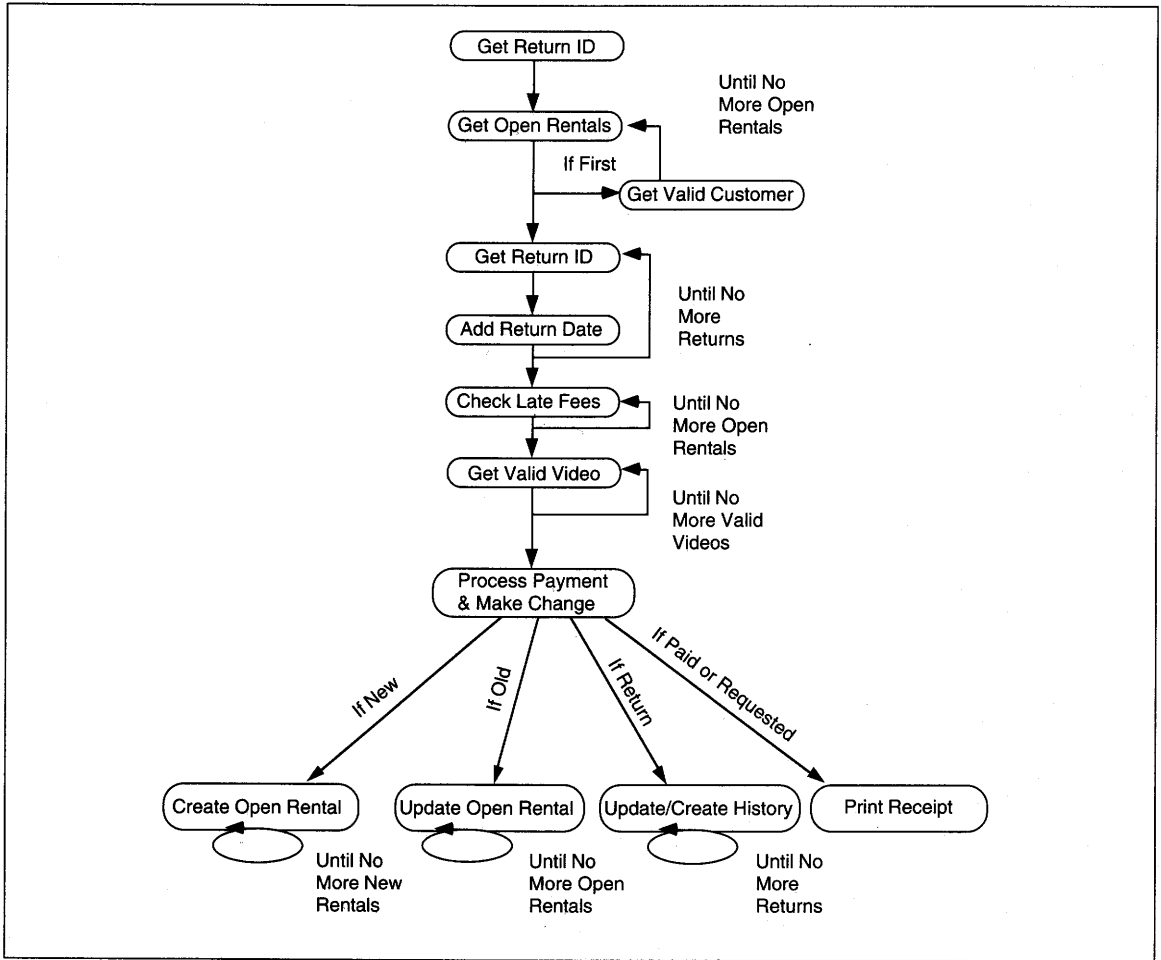 Get Return ID
Until No
More Open
Rentals
Get Open Rentals
If First
Get Valid Customer
Get Return ID
Until No
More
Returns
Add Return Date
Check Late Fees
Until No
More Open
Rentals
Get Valid Video
Until No
More Valid
Videos
Process Payment
& Make Change
If New
If Old
If Return
If Paid or Requested
Create Open Rental
Update Open Rental
Update/Create History
Print Receipt
Until No
More New
Rentals
Until No
More Open
Rentals
Until No
More
Returns